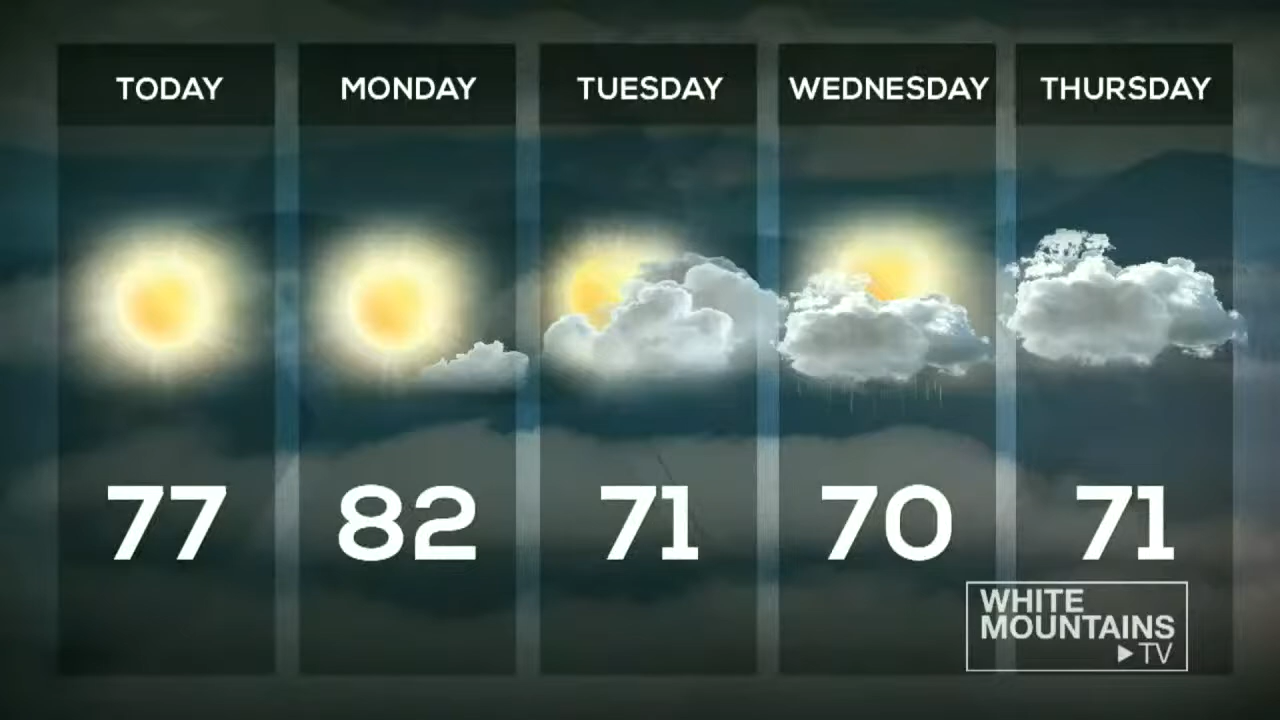 TODAY
MONDAY
TUESDAY
WEDNESDAY
THURSDAY
77
82
71
70
71
WHITE
MOUNTAINS
TV